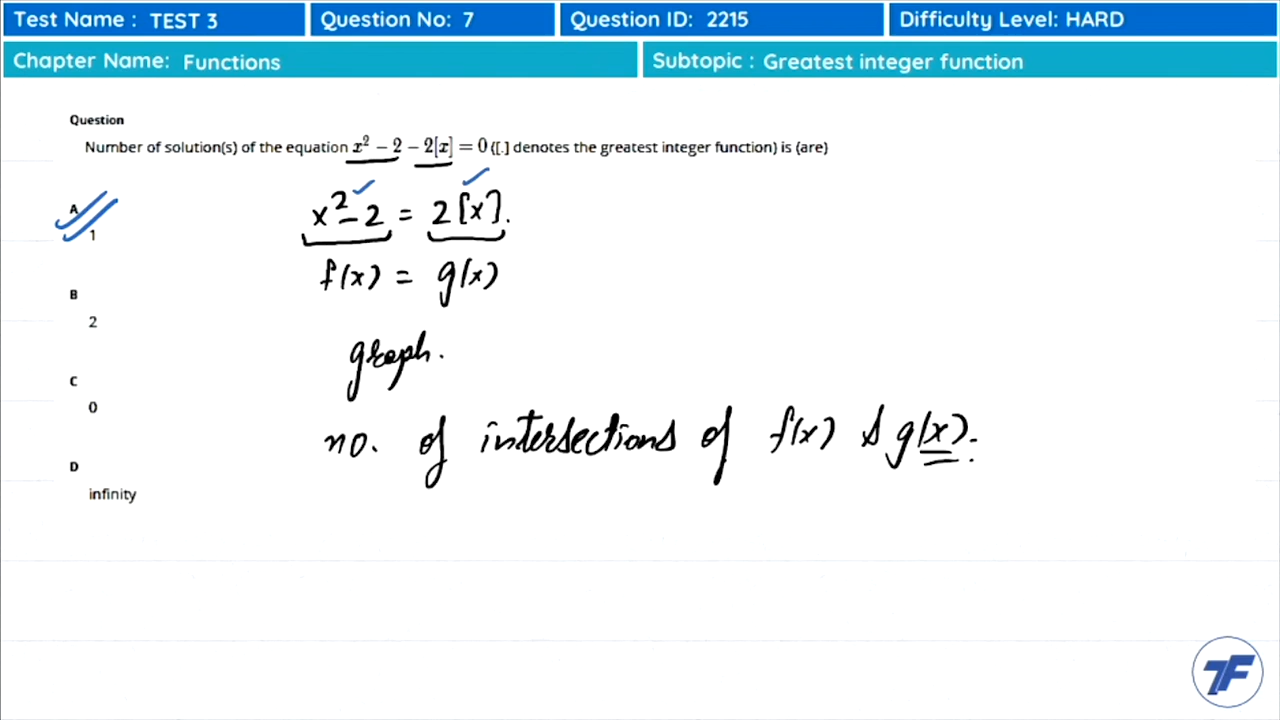 Test Name : TEST 3
Question No: 7
Question ID: 2215
Difficulty Level: HARD
Chapter Name: Functions
Subtopic : Greatest integer function
Question
Number of solution(s) of the equation x² − 2 − 2[x] = 0 ([.] denotes the greatest integer function) is (are)
A
1
B
2
C
0
D
infinity
x² − 2 = 2[x].
f(x) = g(x)
graph.
no. of intersections of f(x) & g(x).
TF